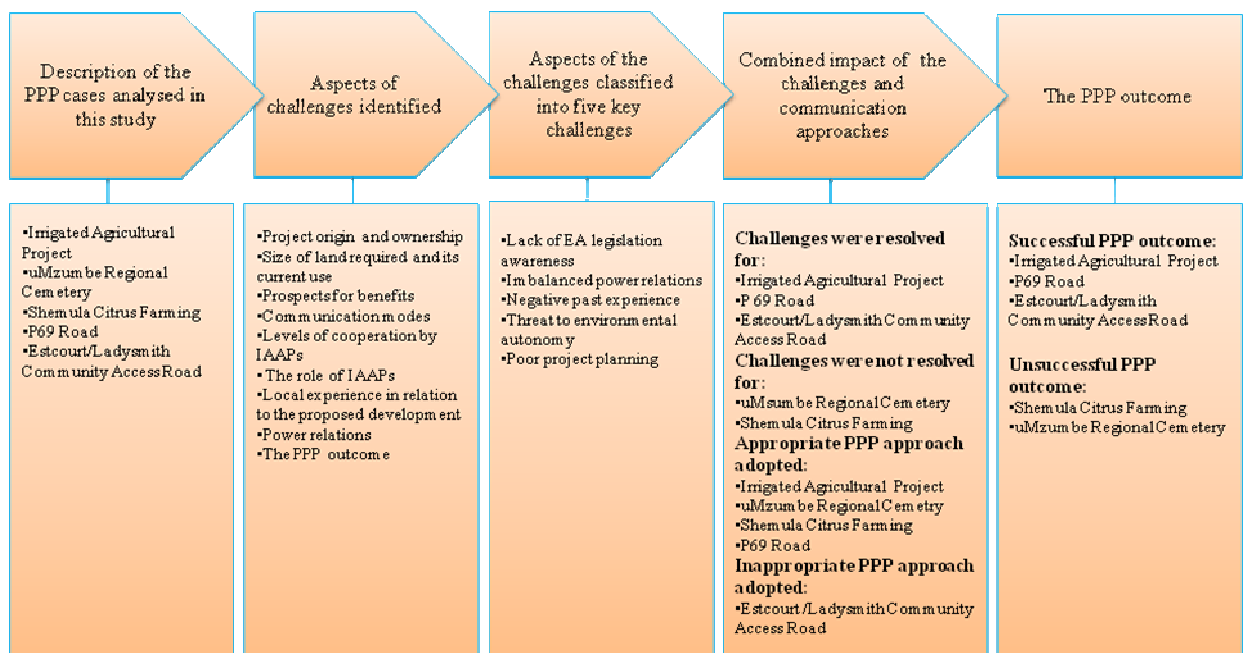 Description of the
PPP cases analysed in
this study
Aspects of
challenges identified
Aspects of the
challenges classified
into five key
challenges
Combined impact of the
challenges and
communication
approaches
The PPP outcome
•Irrigated Agricultural
Project
•uMzumbe Regional
Cemetery
•Shemula Citrus Farming
•P69 Road
•Estcourt/Ladysmith
Community Access Road
•Project origin and ownership
•Size of land required and its
current use
•Prospects for benefits
•Communication modes
•Levels of cooperation by
IAAPs
•The role of IAAPs
•Local experience in relation
to the proposed development
•Power relations
•The PPP outcome
•Lack of EA legislation
awareness
•Imbalanced power relations
•Negative past experience
•Threat to environmental
autonomy
•Poor project planning
Challenges were resolved
for:
•Irrigated Agricultural Project
•P 69 Road
•Estcourt/Ladysmith Community
Access Road
Challenges were not resolved
for:
•uMsumbe Regional Cemetery
•Shemula Citrus Farming
Appropriate PPP approach
adopted:
•Irrigated Agricultural Project
•uMzumbe Regional Cemetry
•Shemula Citrus Farming
•P69 Road
Inappropriate PPP approach
adopted:
•Estcourt/Ladysmith Community
Access Road
Successful PPP outcome:
•Irrigated Agricultural Project
•P69 Road
•Estcourt/Ladysmith
Community Access Road
Unsuccessful PPP
outcome:
•Shemula Citrus Farming
•uMzumbe Regional Cemetery